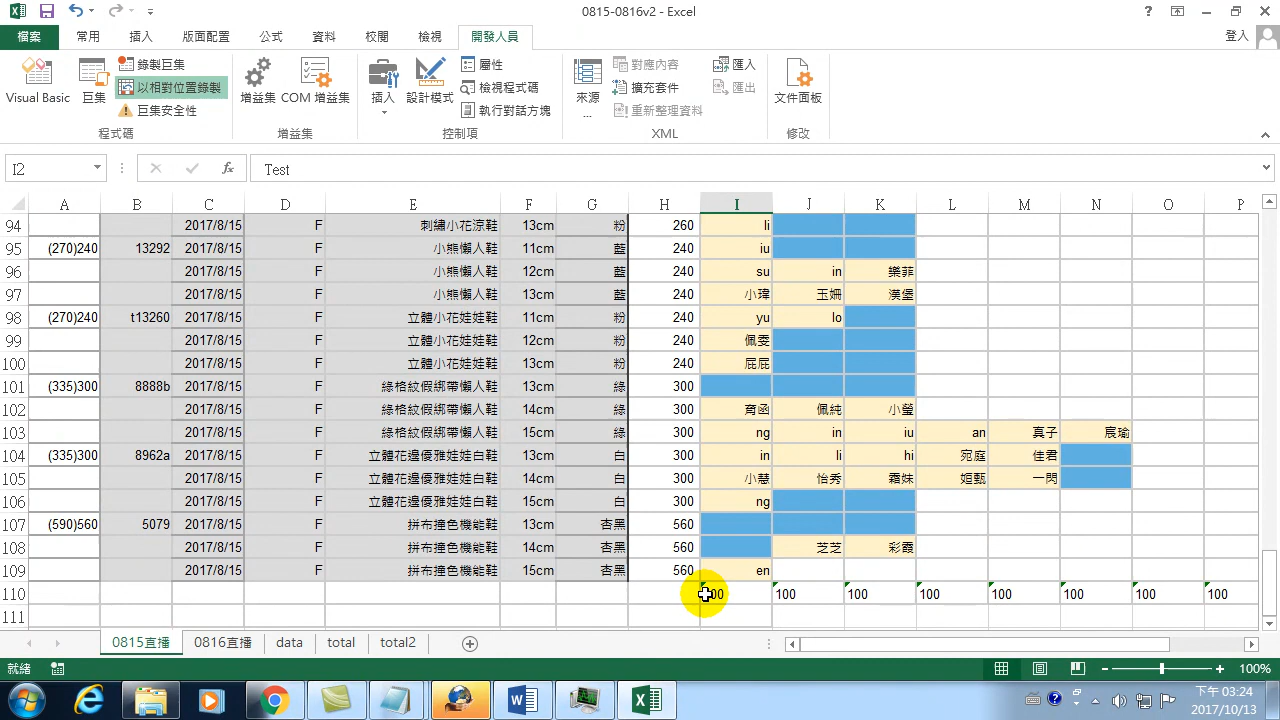 0815-0816v2 - Excel
檔案 常用 插入 版面配置 公式 資料 校閱 檢視 開發人員 登入
Visual Basic 巨集 錄製巨集 以相對位置錄製 巨集安全性 增益集 COM 增益集 插入 設計模式 屬性 檢視程式碼 執行對話方塊 來源 ... 對應內容 擴充套件 重新整理資料 匯入 匯出 文件面板
程式碼 增益集 控制項 XML 修改
I2 fx Test
A B C D E F G H I J K L M N O P
94 2017/8/15 F 刺繡小花涼鞋 13cm 粉 260 li
95 (270)240 13292 2017/8/15 F 小熊懶人鞋 11cm 藍 240 iu
96 2017/8/15 F 小熊懶人鞋 12cm 藍 240 su in 樂菲
97 2017/8/15 F 小熊懶人鞋 13cm 藍 240 小瑋 玉姍 漢堡
98 (270)240 t13260 2017/8/15 F 立體小花娃娃鞋 11cm 粉 240 yu lo
99 2017/8/15 F 立體小花娃娃鞋 12cm 粉 240 佩雯
100 2017/8/15 F 立體小花娃娃鞋 13cm 粉 240 屁屁
101 (335)300 8888b 2017/8/15 F 綠格紋假綁帶懶人鞋 13cm 綠 300
102 2017/8/15 F 綠格紋假綁帶懶人鞋 14cm 綠 300 齊函 佩純 小瑩
103 2017/8/15 F 綠格紋假綁帶懶人鞋 15cm 綠 300 ng in iu an 真子 宸瑜
104 (335)300 8962a 2017/8/15 F 立體花邊優雅娃娃白鞋 13cm 白 300 in li hi 宛庭 佳君
105 2017/8/15 F 立體花邊優雅娃娃白鞋 14cm 白 300 小慧 怡秀 霜妹 姮甄 一閃
106 2017/8/15 F 立體花邊優雅娃娃白鞋 15cm 白 300 ng
107 (590)560 5079 2017/8/15 F 拼布撞色機能鞋 13cm 杏黑 560
108 2017/8/15 F 拼布撞色機能鞋 14cm 杏黑 560 芝芝 彩霞
109 2017/8/15 F 拼布撞色機能鞋 15cm 杏黑 560 en
110 100 100 100 100 100 100 100
111
0815直播 0816直播 data total total2
就緒 100%
下午 03:24
2017/10/13